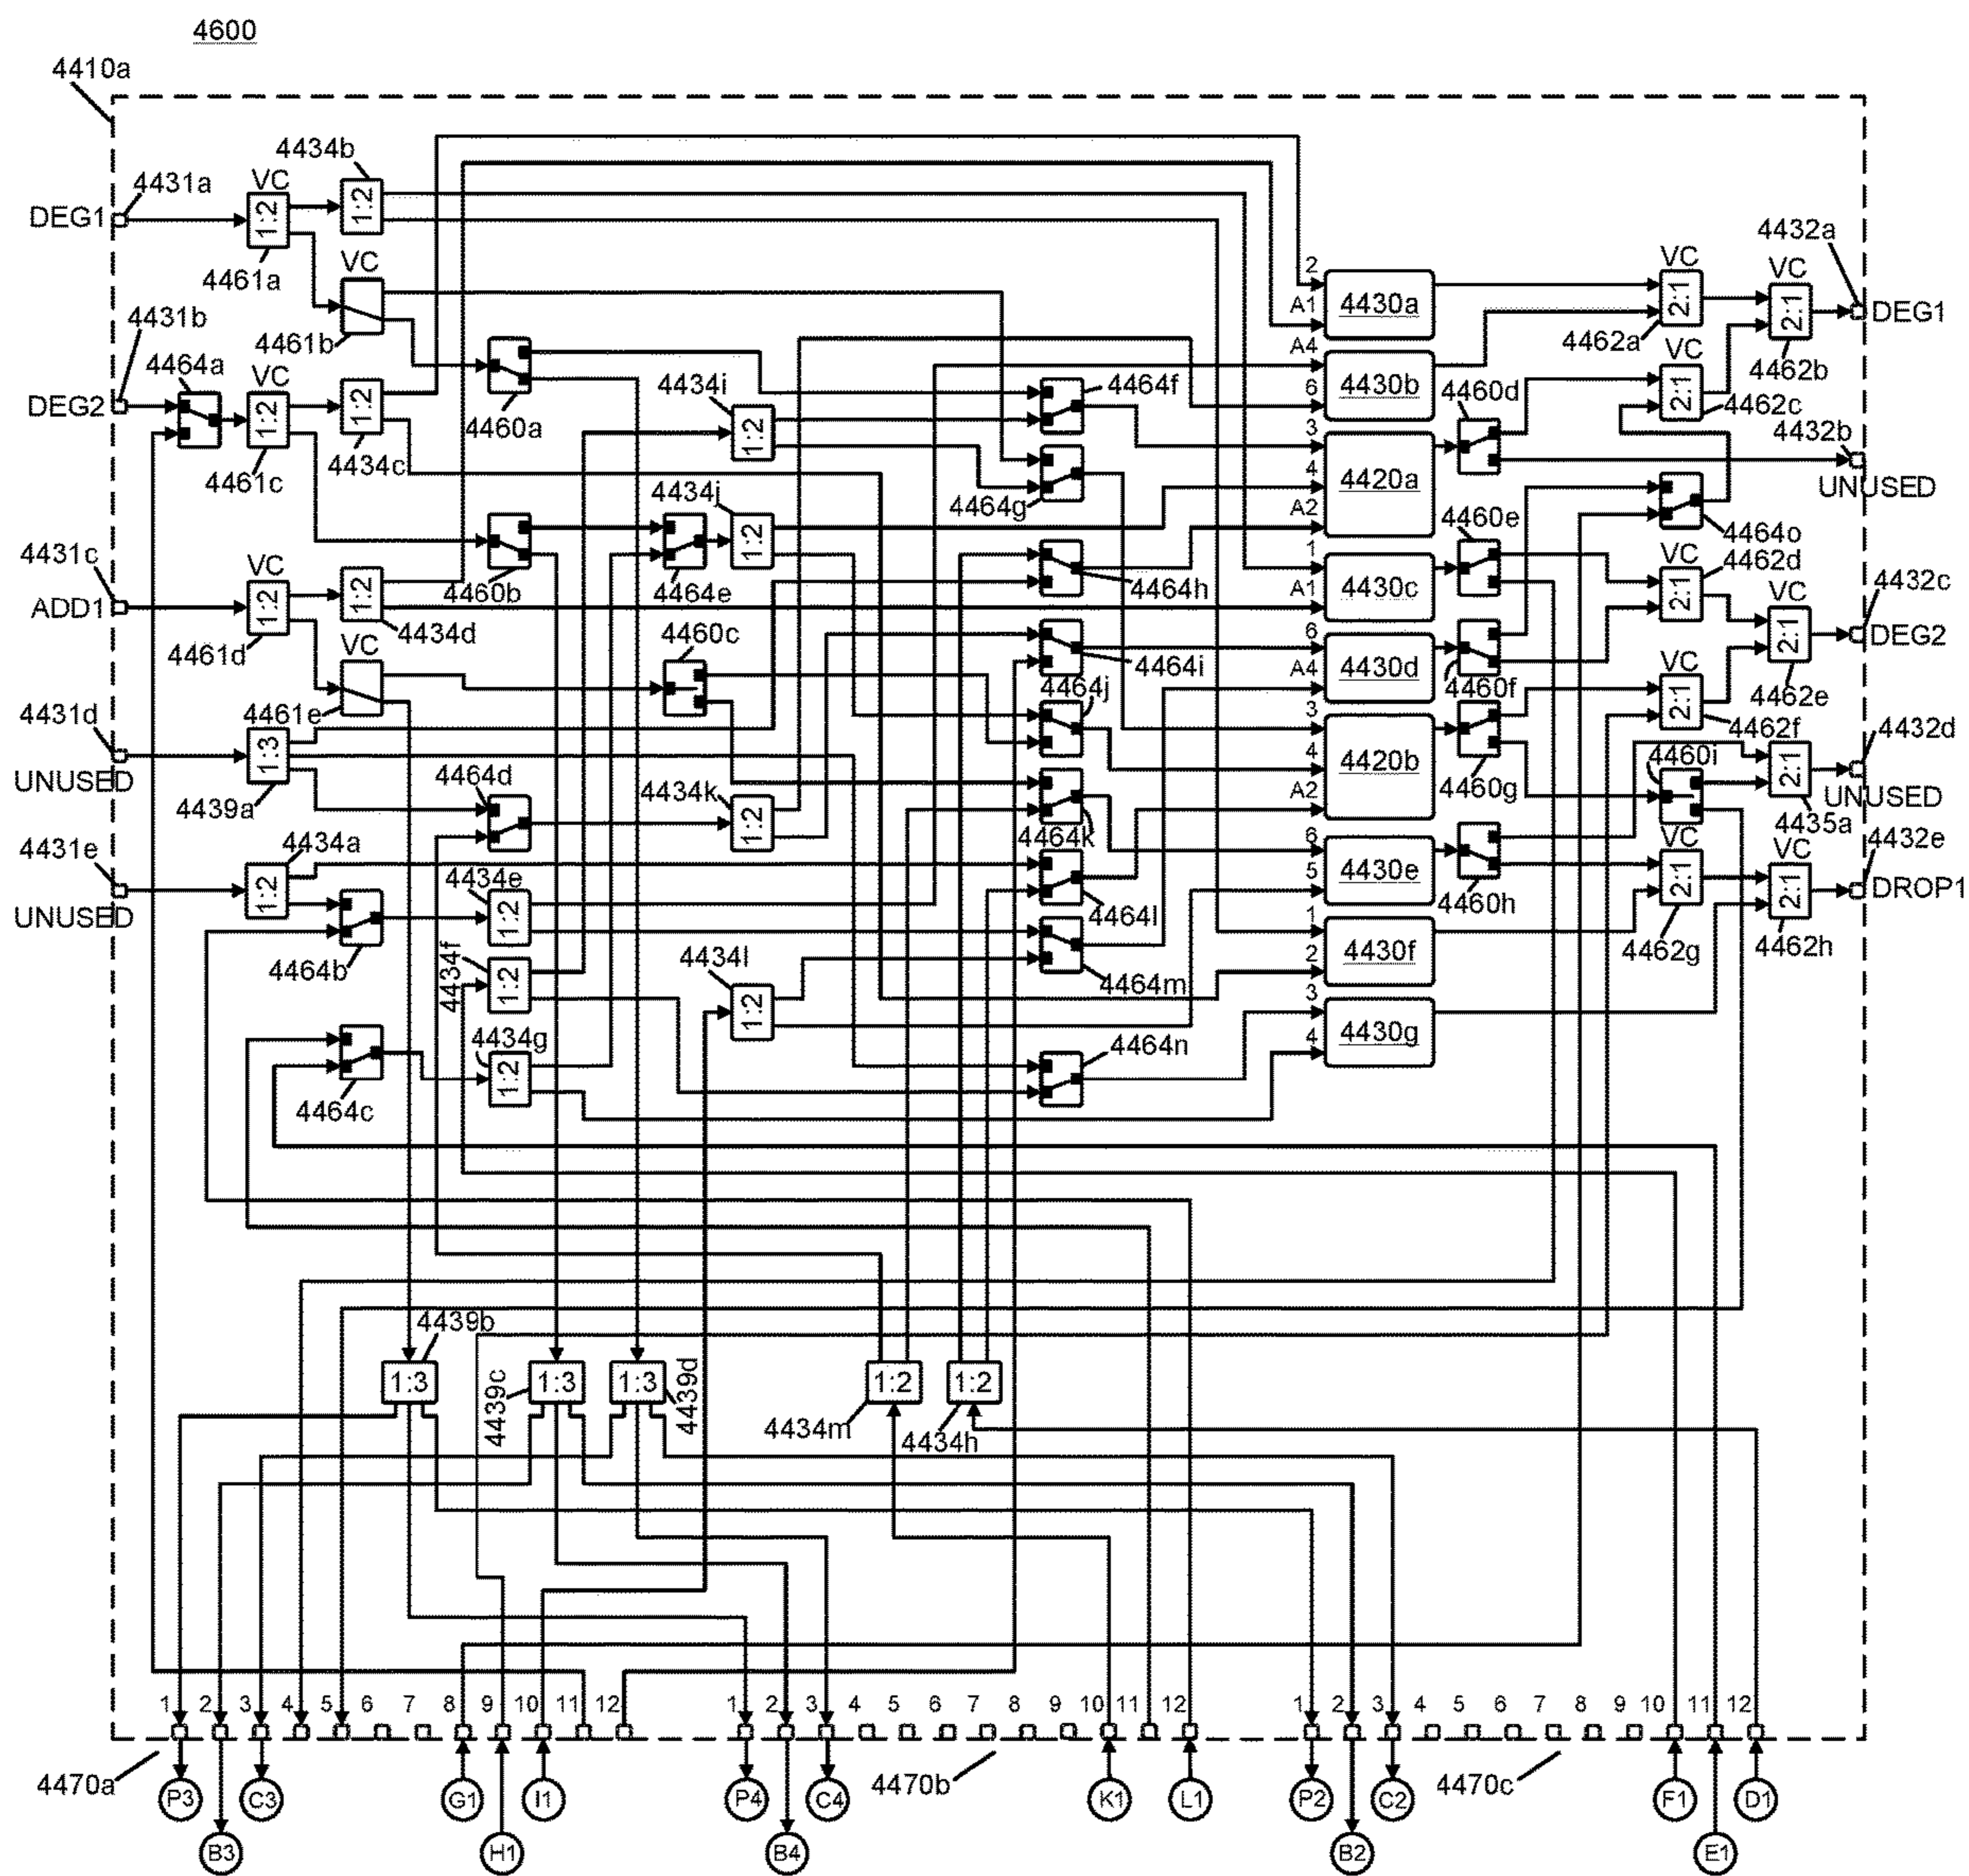 4600
4410a
4434b
4431a
VC
1:2
1:2
DEG1
4461a
VC
4432a
VC
VC
2
4430a
2:1
2:1
DEG1
A1
4431b
4461b
4462a
4464a
VC
A4
4430b
VC
4462b
4434i
4464f
4460d
DEG2
1:2
1:2
6
2:1
4460a
4462c
1:2
3
4432b
4434c
4461c
4464g
4
4420a
UNUSED
4434j
A2
4460e
4464o
4431c
VC
1:2
1
4462d
4432c
ADD1
1:2
1:2
4460b
4464e
4464h
4430c
2:1
VC
A1
4434d
4460c
6
2:1
DEG2
4461d
VC
4464i
4430d
VC
A4
4460f
4462e
4431d
4461e
4464j
3
2:1
4462f
4432d
1:3
4
4420b
4460i
2:1
UNUSED
4464d
4434k
4460g
UNUSED
4439a
A2
4435a
1:2
4464k
4431e
4434a
6
VC
4432e
4434e
4430e
2:1
VC
1:2
5
2:1
DROP1
UNUSED
1:2
4464l
4460h
4464b
4434f
4434l
1
4430f
4462g
4462h
1:2
4464m
2
1:2
3
4434g
4464n
4430g
4
1:2
4464c
4439b
1:3
4439c
1:3
1:3
4439d
1:2
1:2
4434m
4434h
1 2 3 4 5 6 7 8 9 10 11 12
1 2 3 4 5 6 7 8 9 10 11 12
1 2 3 4 5 6 7 8 9 10 11 12
4470a
4470b
4470c
P3
C3
G1
I1
P4
C4
K1
L1
P2
C2
F1
D1
B3
H1
B4
B2
E1